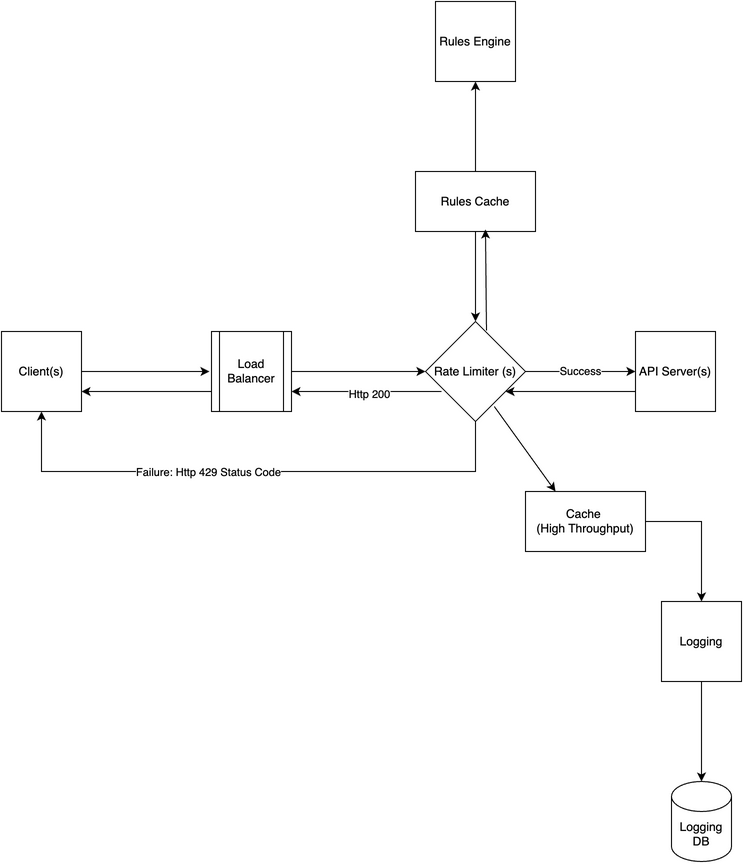 Rules Engine
Rules Cache
Client(s)
Load
Balancer
Rate Limiter (s)
Success
API Server(s)
Http 200
Failure: Http 429 Status Code
Cache
(High Throughput)
Logging
Logging
DB